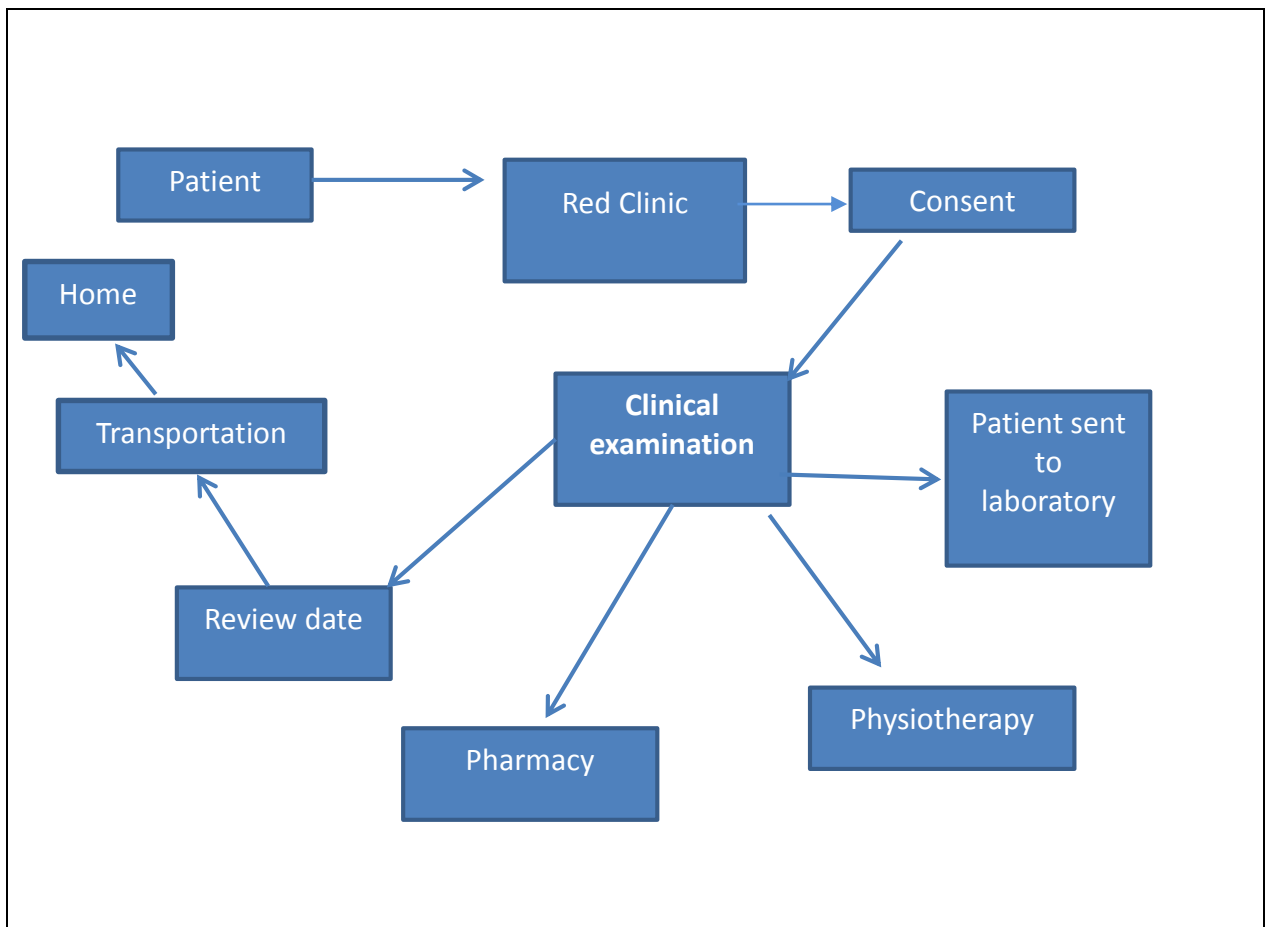 Patient
Red Clinic
Consent
Home
Clinical
examination
Patient sent
to
laboratory
Transportation
Review date
Physiotherapy
Pharmacy